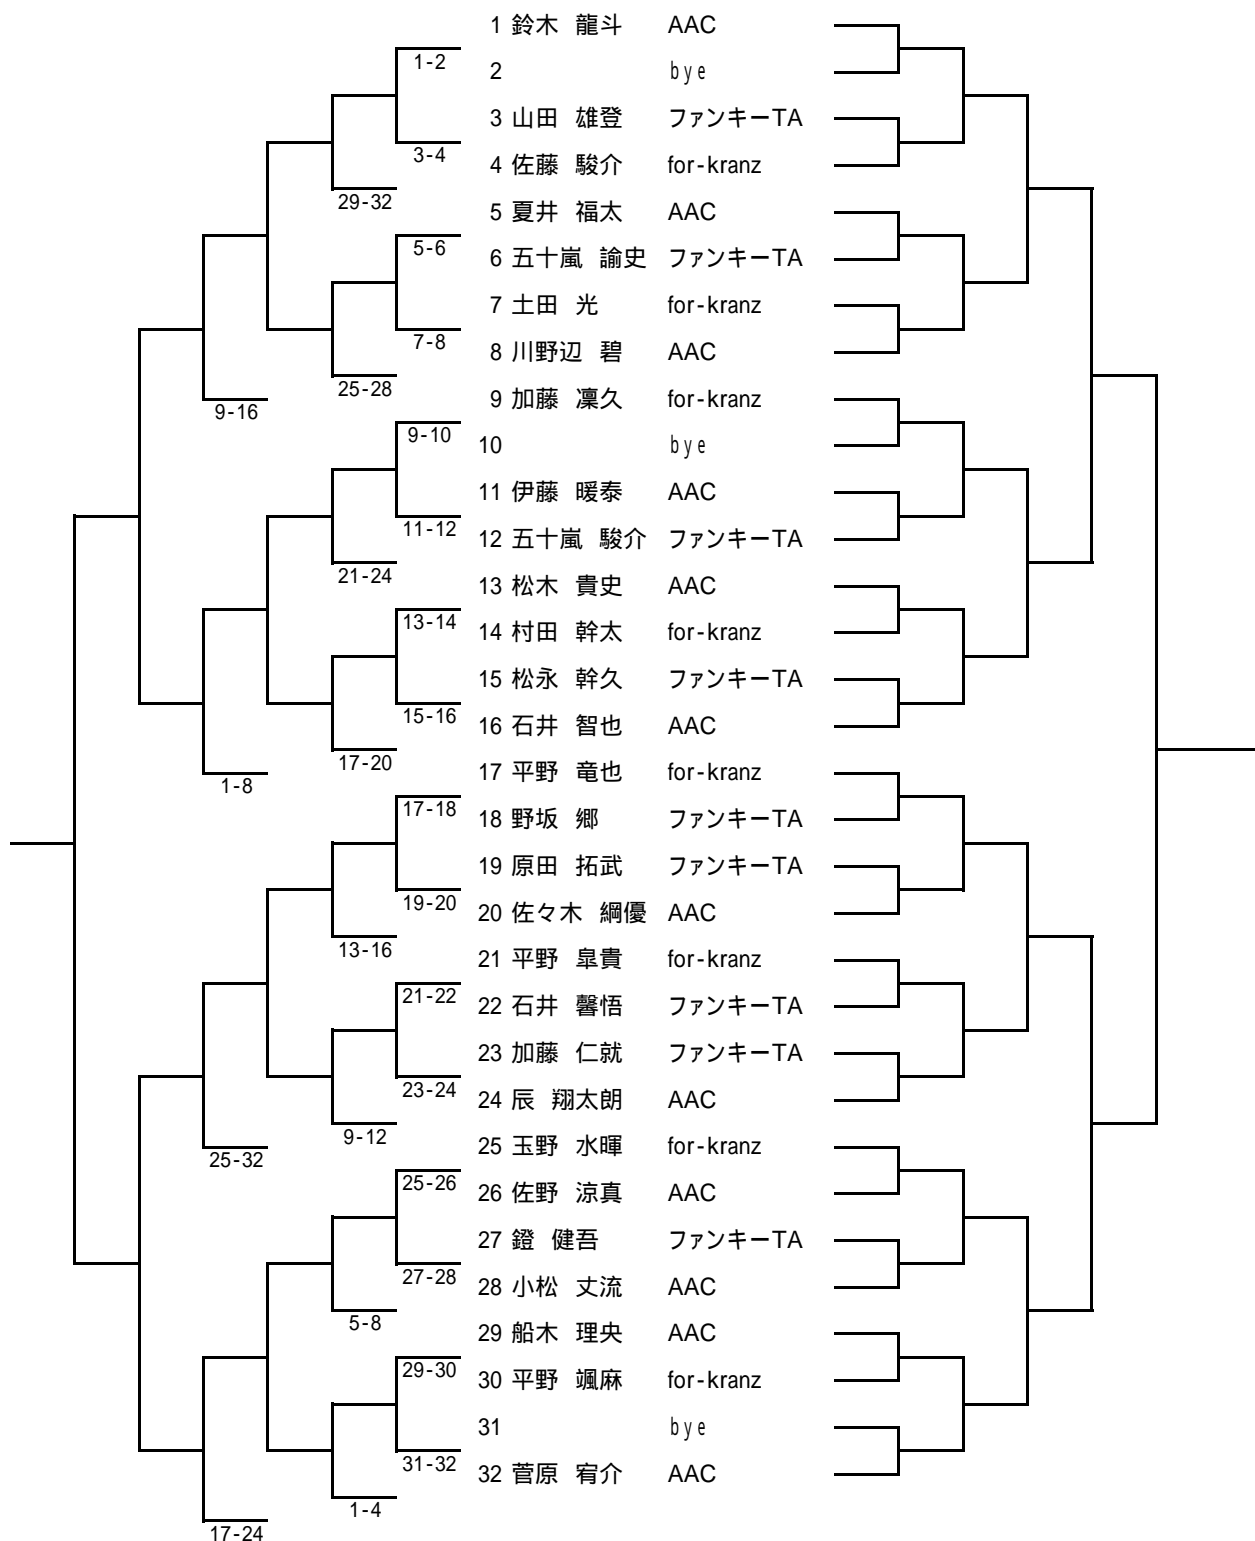 1 鈴木 龍斗 AAC
1-2
2 bye
3 山田 雄登 ファンキーTA
3-4
4 佐藤 駿介 for-kranz
29-32
5 夏井 福太 AAC
5-6
6 五十嵐 諭史 ファンキーTA
7 土田 光 for-kranz
7-8
8 川野辺 碧 AAC
25-28
9 加藤 凜久 for-kranz
9-16
9-10
10 bye
11 伊藤 暖泰 AAC
11-12
12 五十嵐 駿介 ファンキーTA
21-24
13 松木 貴史 AAC
13-14
14 村田 幹太 for-kranz
15 松永 幹久 ファンキーTA
15-16
16 石井 智也 AAC
17-20
17 平野 竜也 for-kranz
1-8
17-18
18 野坂 郷 ファンキーTA
19 原田 拓武 ファンキーTA
19-20
20 佐々木 綱優 AAC
13-16
21 平野 皐貴 for-kranz
21-22
22 石井 馨悟 ファンキーTA
23 加藤 仁就 ファンキーTA
23-24
24 辰 翔太朗 AAC
9-12
25 玉野 水暉 for-kranz
25-32
25-26
26 佐野 涼真 AAC
27 鐙 健吾 ファンキーTA
27-28
28 小松 丈流 AAC
5-8
29 船木 理央 AAC
29-30
30 平野 颯麻 for-kranz
31 bye
31-32
32 菅原 宥介 AAC
1-4
17-24